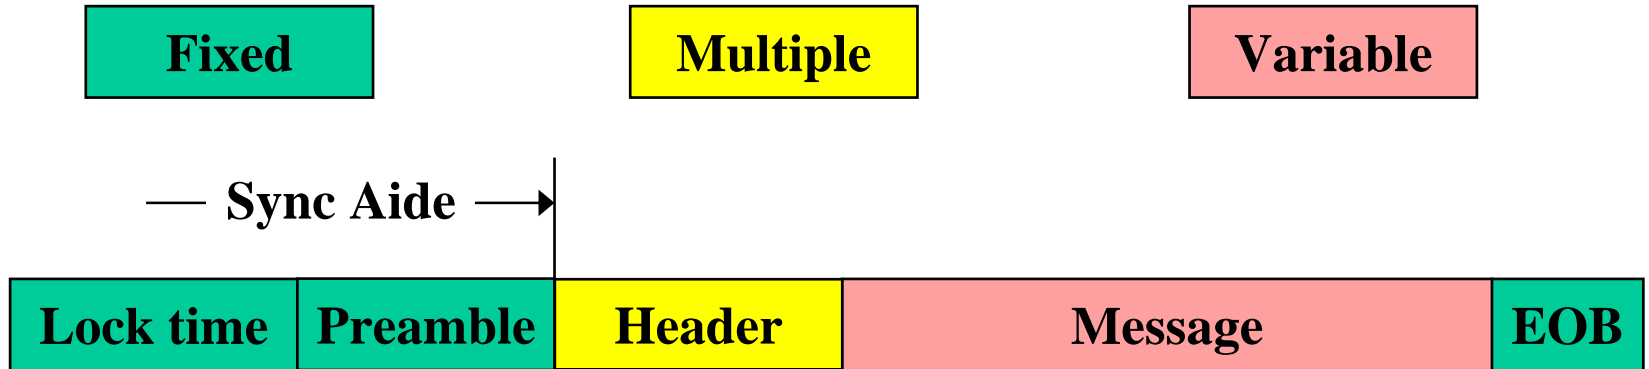 Fixed Multiple Variable
Sync Aide
Lock time Preamble Header Message EOB